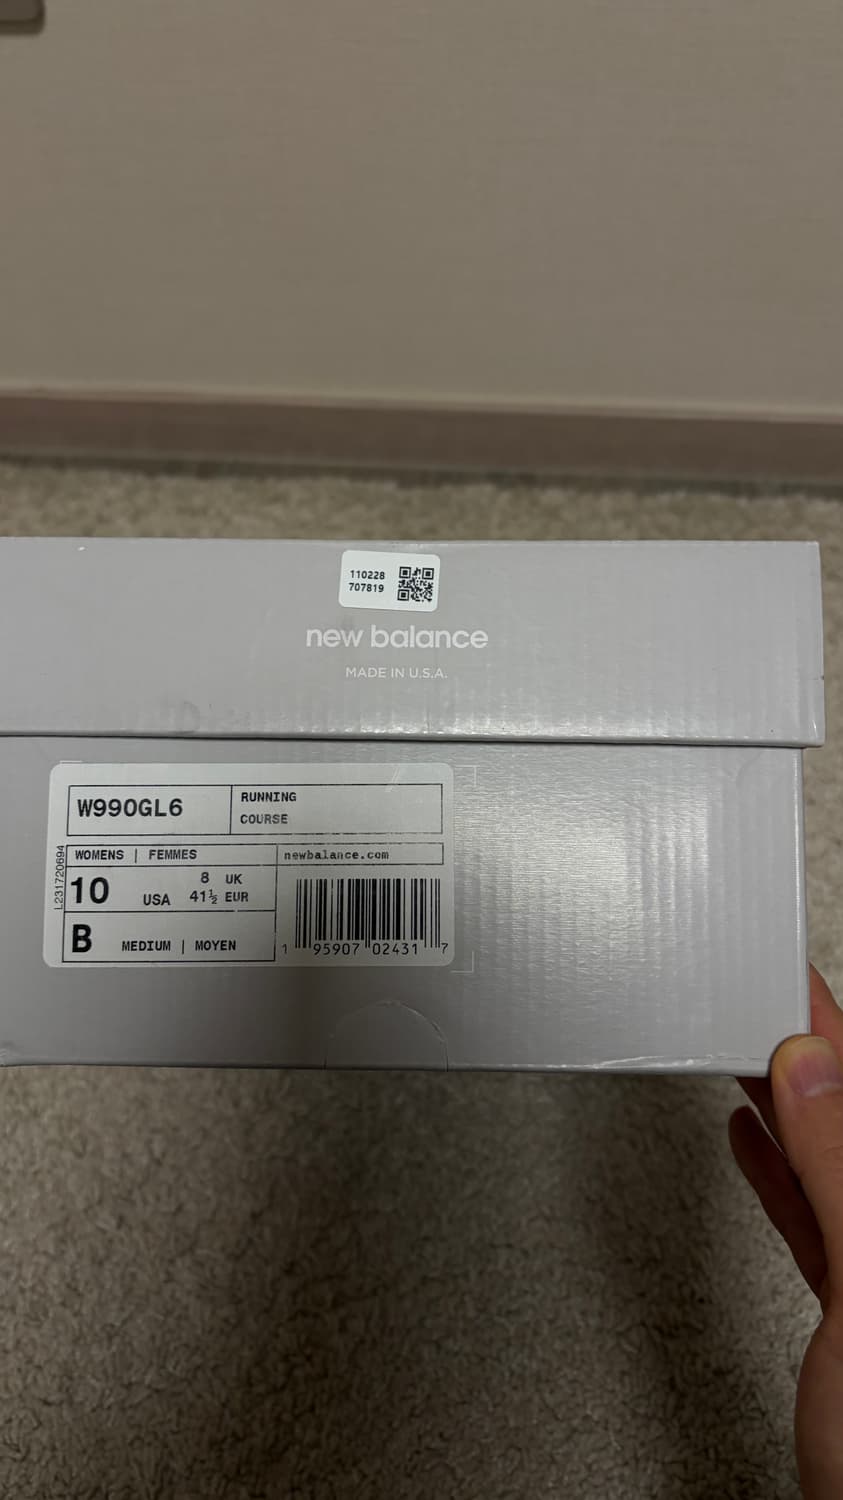 110228
707819
new balance
MADE IN U.S.A.
W990GL6
RUNNING
COURSE
WOMENS | FEMMES
newbalance.com
10 USA
8 UK
41½ EUR
B MEDIUM | MOYEN
1 95907 02431 7
L231720694